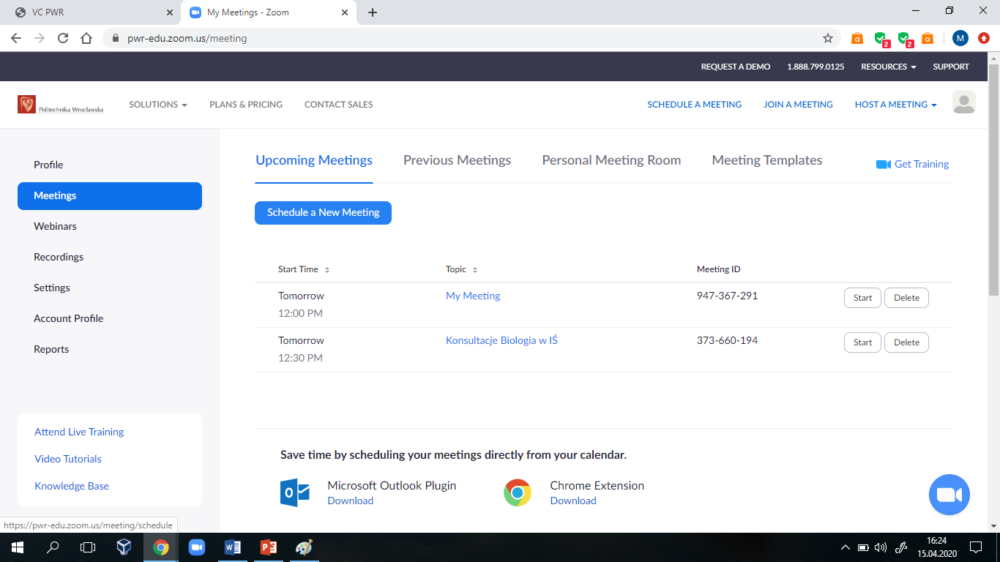 VC PWR
My Meetings - Zoom
pwr-edu.zoom.us/meeting
2
2
M
REQUEST A DEMO 1.888.799.0125 RESOURCES SUPPORT
Politechnika Wrocławska
SOLUTIONS PLANS & PRICING CONTACT SALES
SCHEDULE A MEETING JOIN A MEETING HOST A MEETING
Profile
Meetings
Webinars
Recordings
Settings
Account Profile
Reports
Attend Live Training
Video Tutorials
Knowledge Base
Upcoming Meetings Previous Meetings Personal Meeting Room Meeting Templates
Get Training
Schedule a New Meeting
Start Time Topic Meeting ID
Tomorrow My Meeting 947-367-291 Start Delete
12:00 PM
Tomorrow Konsultacje Biologia w IŚ 373-660-194 Start Delete
12:30 PM
Save time by scheduling your meetings directly from your calendar.
Microsoft Outlook Plugin
Download
Chrome Extension
Download
https://pwr-edu.zoom.us/meeting/schedule
16:24
15.04.2020